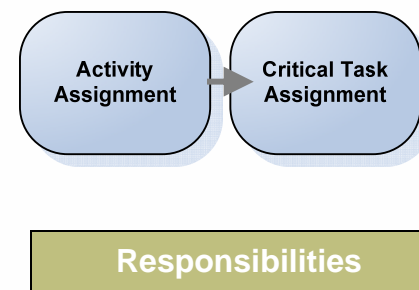 Activity
Assignment
Critical Task
Assignment
Responsibilities